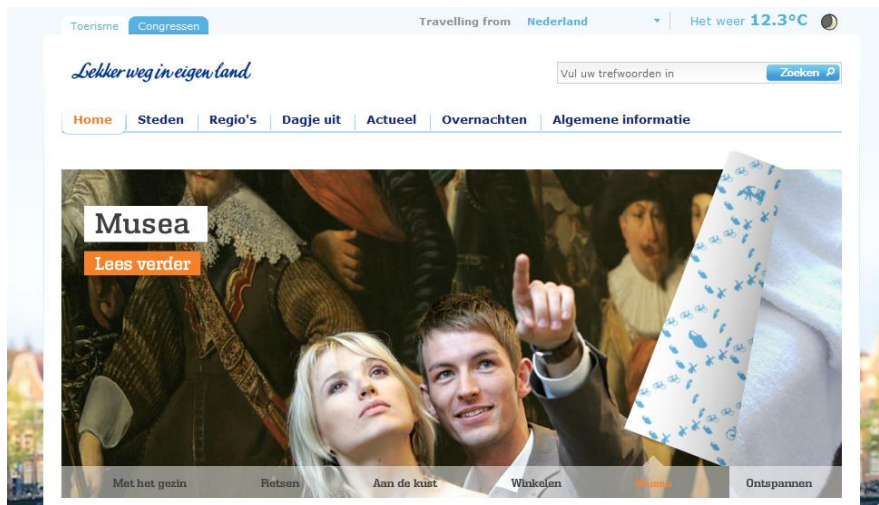 Toerisme Congressen Travelling from Nederland Het weer 12.3°C
Lekker weg in eigen land
Vul uw trefwoorden in Zoeken
Home Steden Regio's Dagje uit Actueel Overnachten Algemene informatie
Musea
Lees verder
Met het gezin Fietsen Aan de kust Winkelen Musea Ontspannen